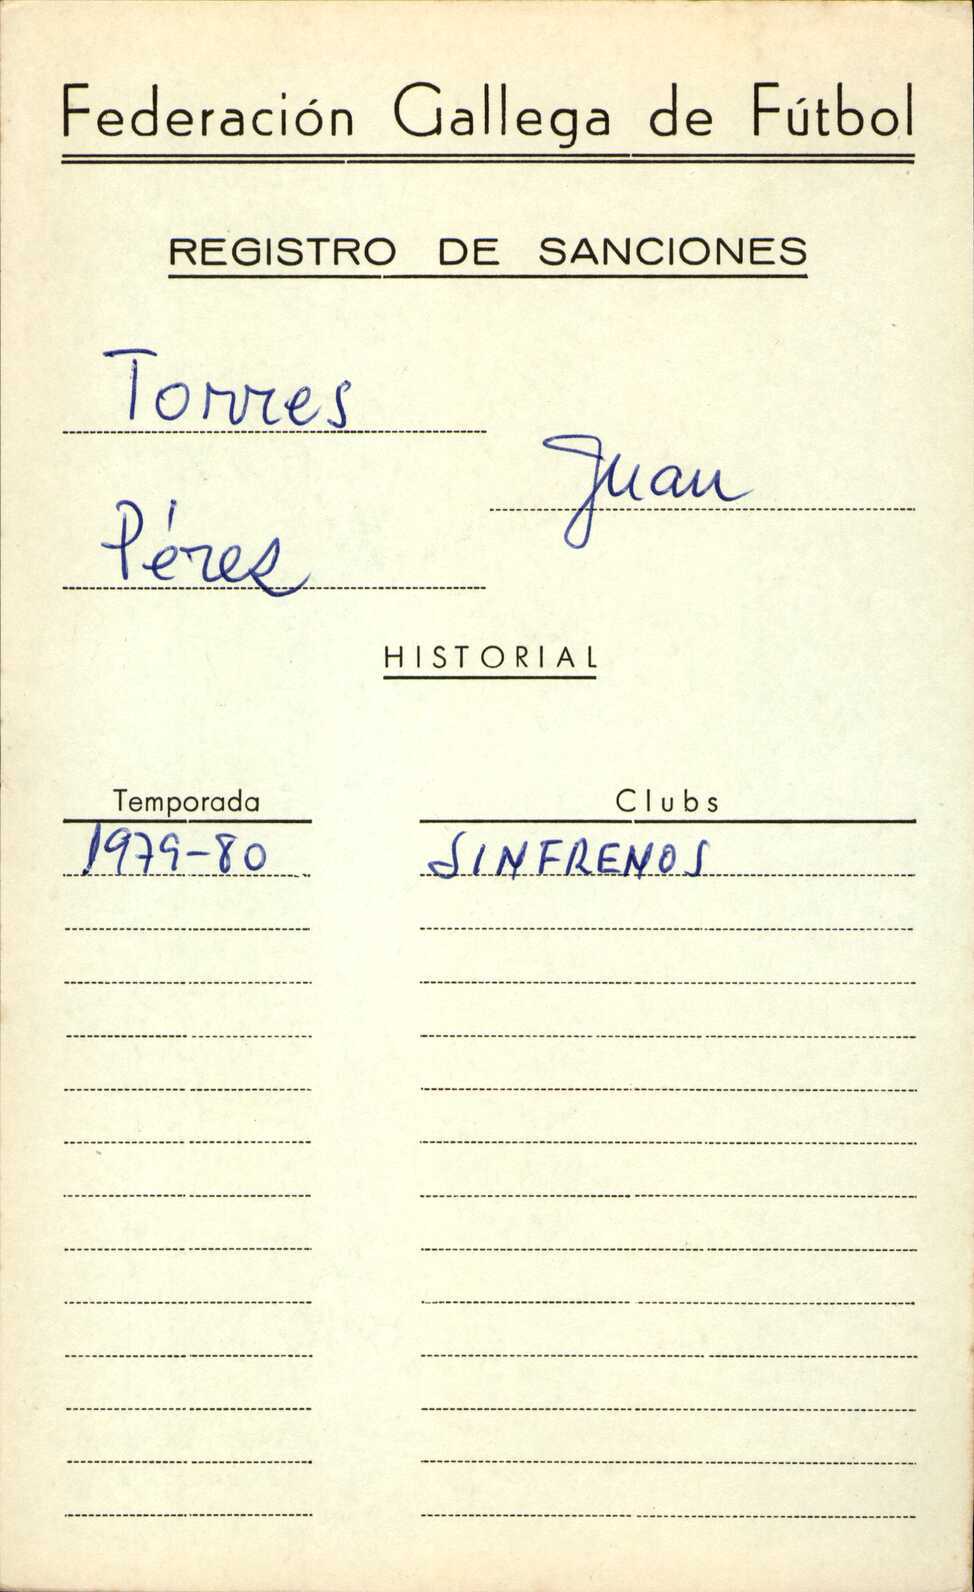 Federación Gallega de Fútbol
REGISTRO DE SANCIONES
Torres
Juan
Pérez
HISTORIAL
Temporada Clubs
1979-80 SINFRENOS